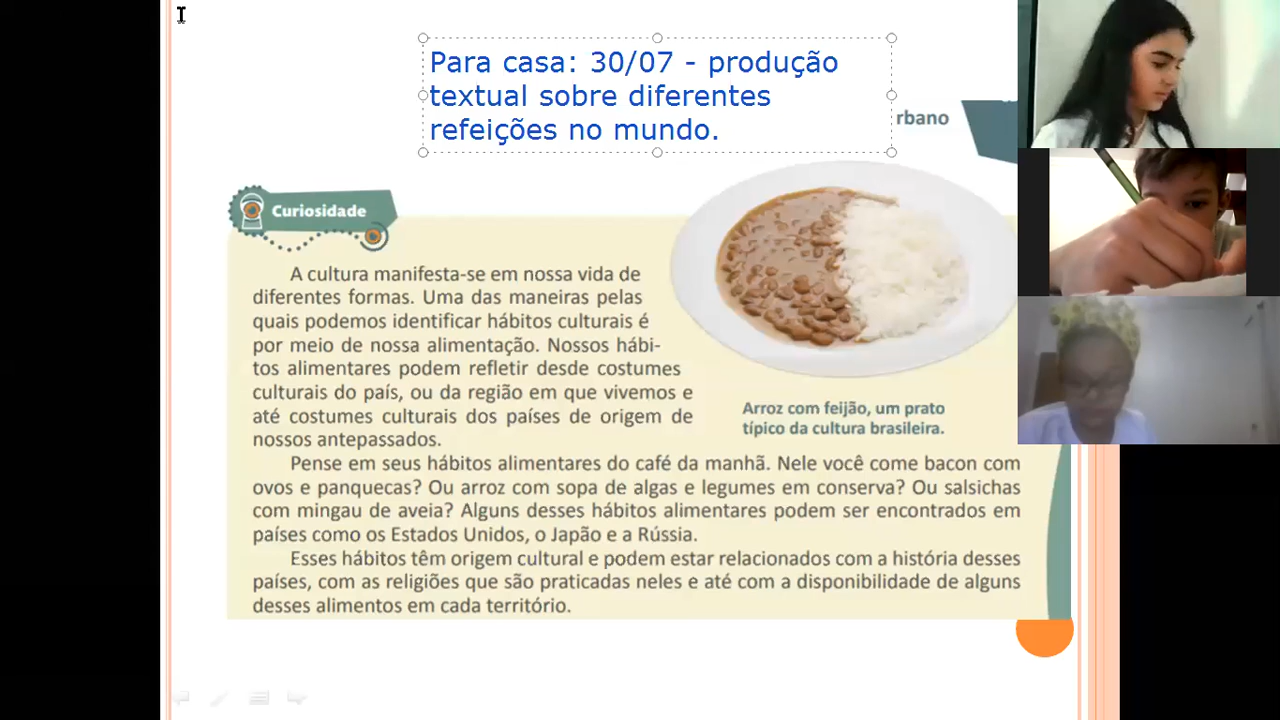 Para casa: 30/07 - produção
textual sobre diferentes
refeições no mundo.
rbano
Curiosidade
A cultura manifesta-se em nossa vida de
diferentes formas. Uma das maneiras pelas
quais podemos identificar hábitos culturais é
por meio de nossa alimentação. Nossos hábi-
tos alimentares podem refletir desde costumes
culturais do país, ou da região em que vivemos e
até costumes culturais dos países de origem de
nossos antepassados.
Arroz com feijão, um prato
típico da cultura brasileira.
Pense em seus hábitos alimentares do café da manhã. Nele você come bacon com
ovos e panquecas? Ou arroz com sopa de algas e legumes em conserva? Ou salsichas
com mingau de aveia? Alguns desses hábitos alimentares podem ser encontrados em
países como os Estados Unidos, o Japão e a Rússia.
Esses hábitos têm origem cultural e podem estar relacionados com a história desses
países, com as religiões que são praticadas neles e até com a disponibilidade de alguns
desses alimentos em cada território.